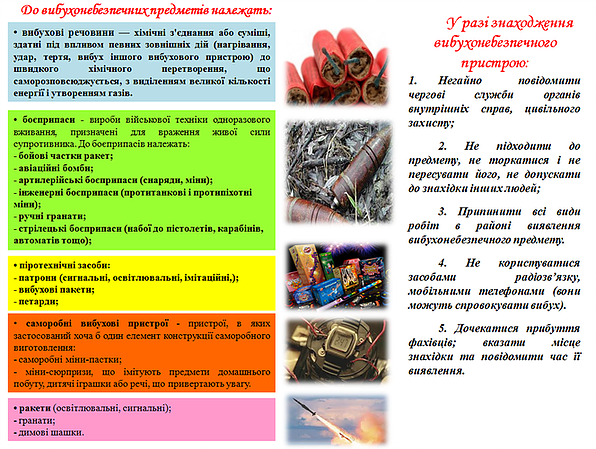 До вибухонебезпечних предметів належать:
• вибухові речовини — хімічні з'єднання або суміші,
здатні під впливом певних зовнішніх дій (нагрівання,
удар, тертя, вибух іншого вибухового пристрою) до
швидкого хімічного перетворення, що
саморозповсюджується, з виділенням великої кількості
енергії і утворенням газів.
• боєприпаси - вироби військової техніки одноразового
вживання, призначені для враження живої сили
супротивника. До боєприпасів належать:
- бойові частки ракет;
- авіаційні бомби;
- артилерійські боєприпаси (снаряди, міни);
- інженерні боєприпаси (протитанкові і протипіхотні
міни);
- ручні гранати;
- стрілецькі боєприпаси (набої до пістолетів, карабінів,
автоматів тощо);
• піротехнічні засоби:
- патрони (сигнальні, освітлювальні, імітаційні,);
- вибухові пакети;
- петарди;
• саморобні вибухові пристрої - пристрої, в яких
застосований хоча б один елемент конструкції саморобного
виготовлення:
- саморобні міни-пастки;
- міни-сюрпризи, що імітують предмети домашнього
побуту, дитячі іграшки або речі, що привертають увагу.
• ракети (освітлювальні, сигнальні);
- гранати;
- димові шашки.
У разі знаходження
вибухонебезпечного
пристрою:
1. Негайно повідомити
чергові служби органів
внутрішніх справ, цивільного
захисту;
2. Не підходити до
предмету, не торкатися і не
пересувати його, не допускати
до знахідки інших людей;
3. Припинити всі види
робіт в районі виявлення
вибухонебезпечного предмету.
4. Не користуватися
засобами радіозв'язку,
мобільними телефонами (вони
можуть спровокувати вибух).
5. Дочекатися прибуття
фахівців; вказати місце
знахідки та повідомити час її
виявлення.